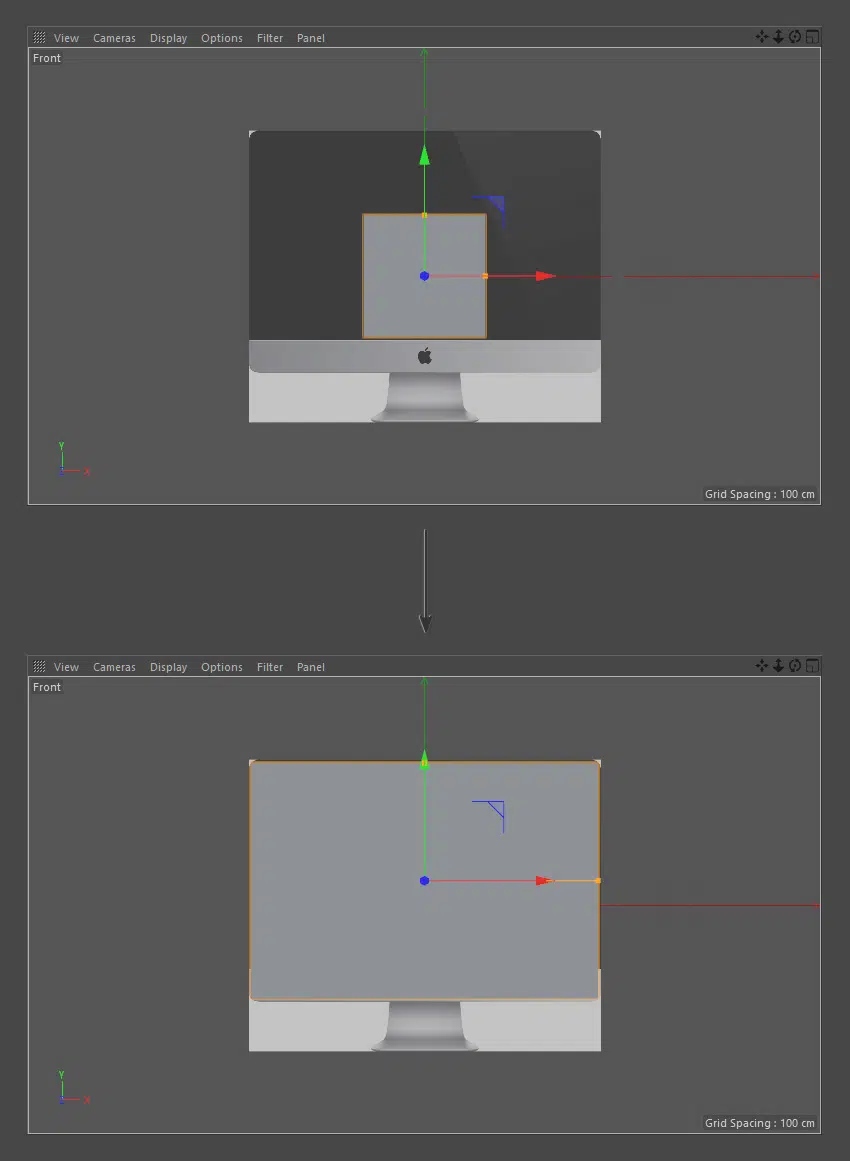 View Cameras Display Options Filter Panel
Front
Y
X
Grid Spacing : 100 cm
View Cameras Display Options Filter Panel
Front
Y
X
Grid Spacing : 100 cm